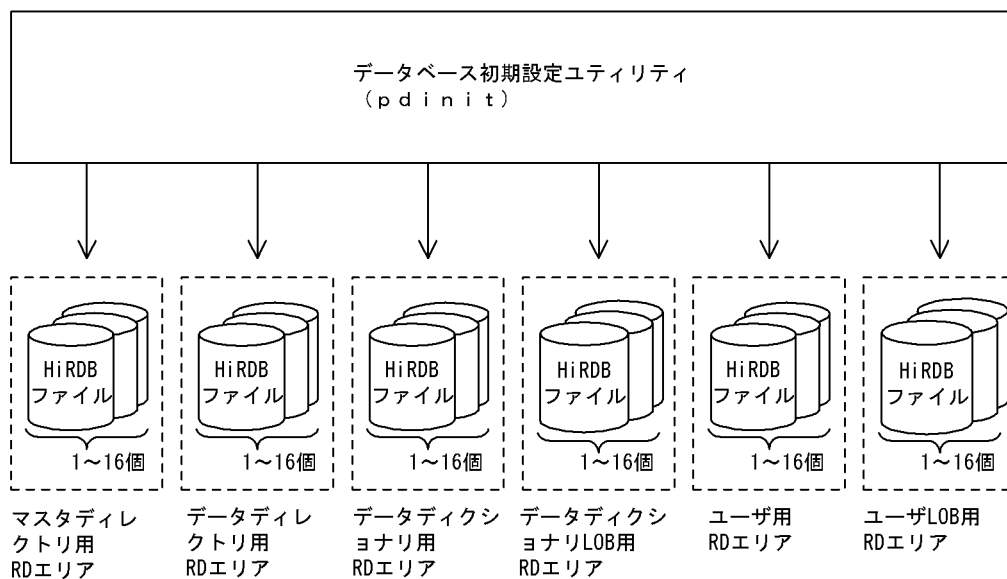 データベース初期設定ユティリティ
（ｐｄｉｎｉｔ）
HiRDB
ファイル
1～16個
マスタディレ
クトリ用
RDエリア
HiRDB
ファイル
1～16個
データディレ
クトリ用
RDエリア
HiRDB
ファイル
1～16個
データディクシ
ョナリ用
RDエリア
HiRDB
ファイル
1～16個
データディクシ
ョナリLOB用
RDエリア
HiRDB
ファイル
1～16個
ユーザ用
RDエリア
HiRDB
ファイル
1～16個
ユーザLOB用
RDエリア